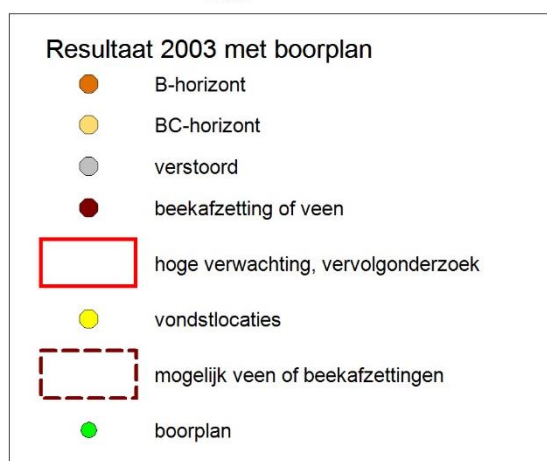 Resultaat 2003 met boorplan
B-horizont
BC-horizont
verstoord
beekafzetting of veen
hoge verwachting, vervolgonderzoek
vondstlocaties
mogelijk veen of beekafzettingen
boorplan